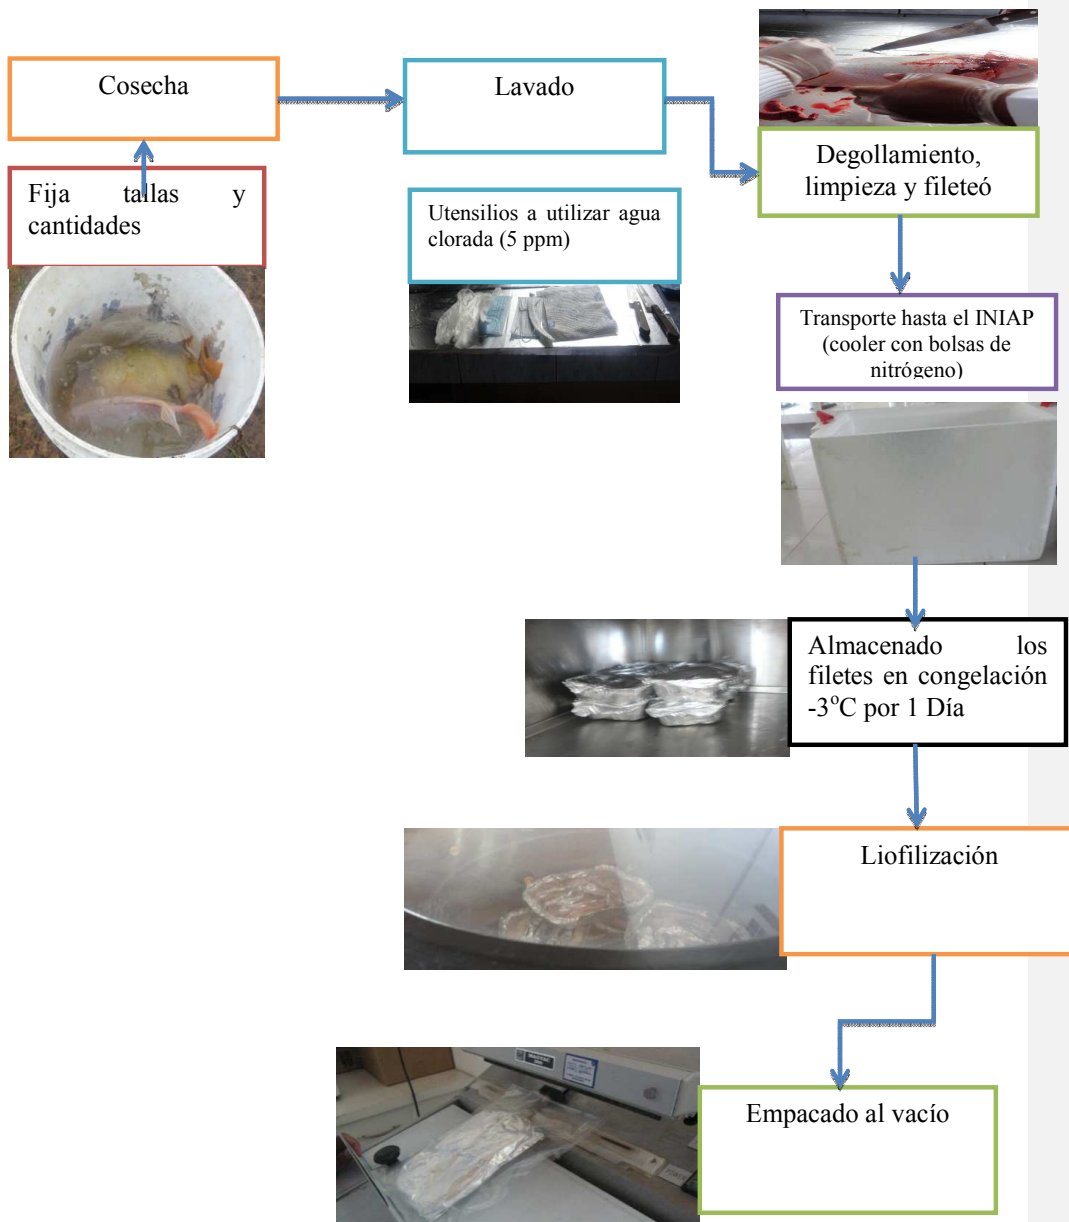 Cosecha
Fija tallas y
cantidades
Lavado
Utensilios a utilizar agua
clorada (5 ppm)
Degollamiento,
limpieza y fileteó
Transporte hasta el INIAP
(cooler con bolsas de
nitrógeno)
Almacenado los
filetes en congelación
-3°C por 1 Día
Liofilización
Empacado al vacío